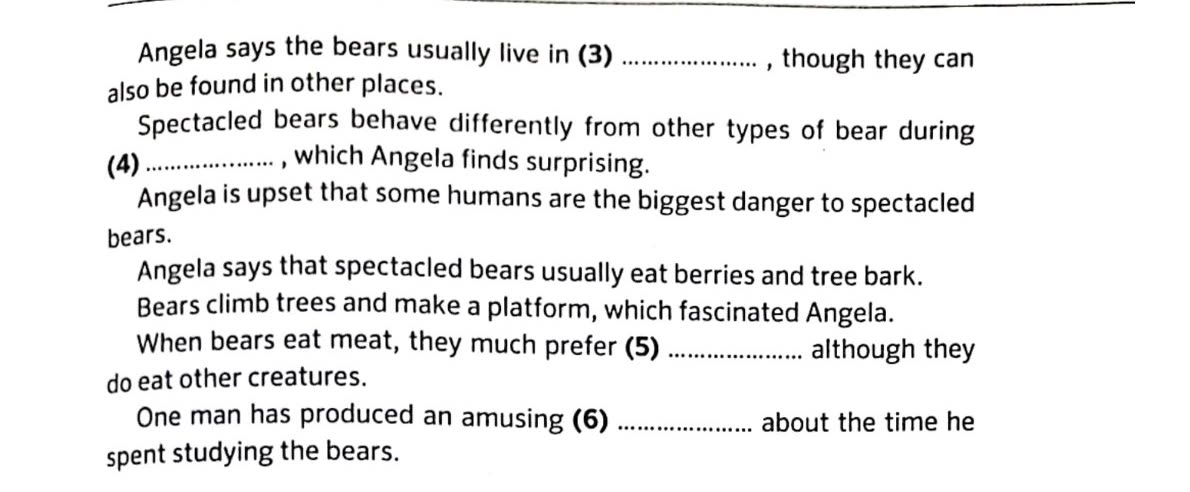 Angela says the bears usually live in (3) ...................... , though they can
also be found in other places.
Spectacled bears behave differently from other types of bear during
(4) ..................... , which Angela finds surprising.
Angela is upset that some humans are the biggest danger to spectacled
bears.
Angela says that spectacled bears usually eat berries and tree bark.
Bears climb trees and make a platform, which fascinated Angela.
When bears eat meat, they much prefer (5) ...................... although they
do eat other creatures.
One man has produced an amusing (6) ...................... about the time he
spent studying the bears.